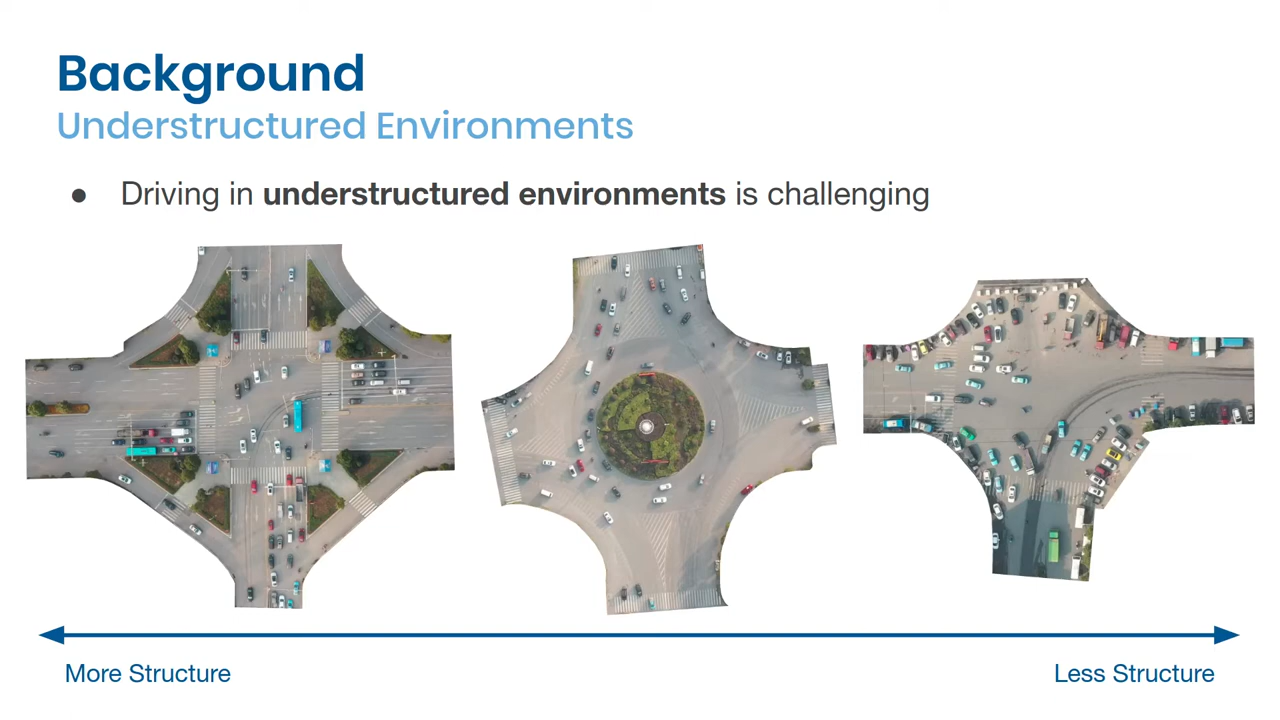 Background
Understructured Environments
● Driving in understructured environments is challenging
More Structure
Less Structure